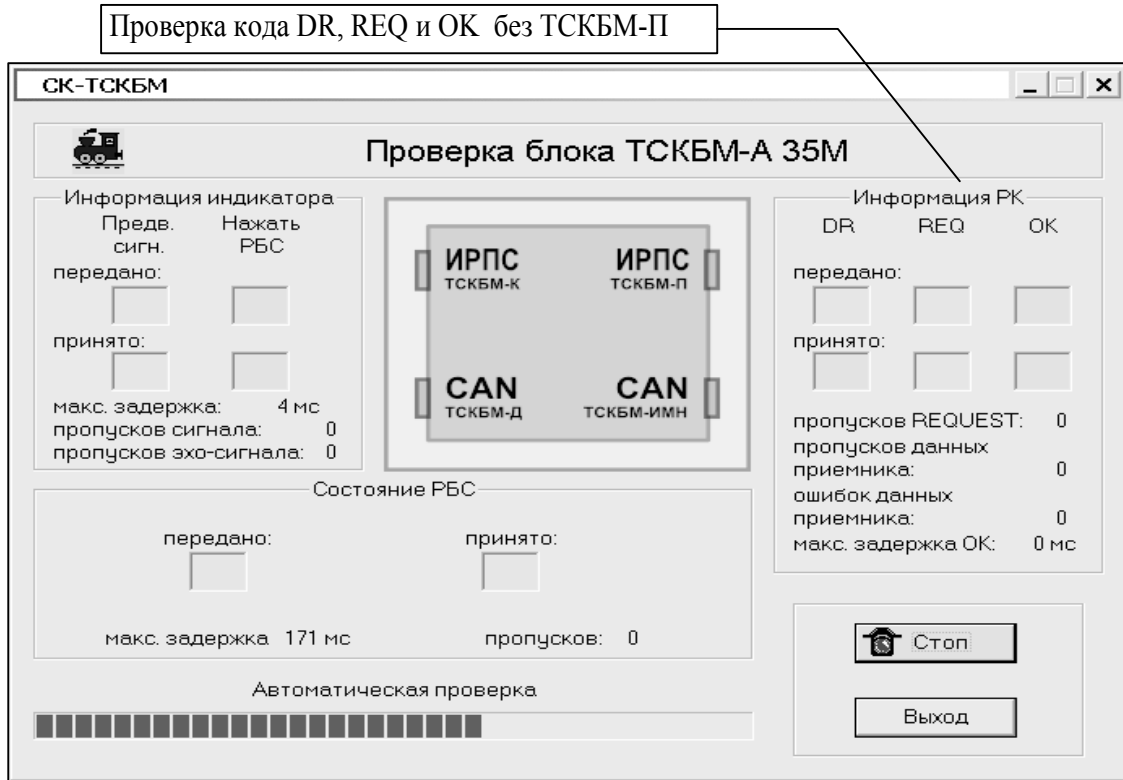 Проверка кода DR, REQ и OK без ТСКБМ-П
СК-ТСКБМ
Проверка блока ТСКБМ-А 35М
Информация индикатора
Предв. сигн.
Нажать РБС
передано:
принято:
макс. задержка: 4 мс
пропусков сигнала: 0
пропусков эхо-сигнала: 0
ИРПС ИРПС
ТСКБМ-К ТСКБМ-П
CAN CAN
ТСКБМ-Д ТСКБМ-ИМН
Информация РК
DR REQ OK
передано:
принято:
пропусков REQUEST: 0
пропусков данных
приемника: 0
ошибок данных
приемника: 0
макс. задержка OK: 0 мс
Состояние РБС
передано: принято:
макс. задержка 171 мс пропусков: 0
Автоматическая проверка
Стоп
Выход